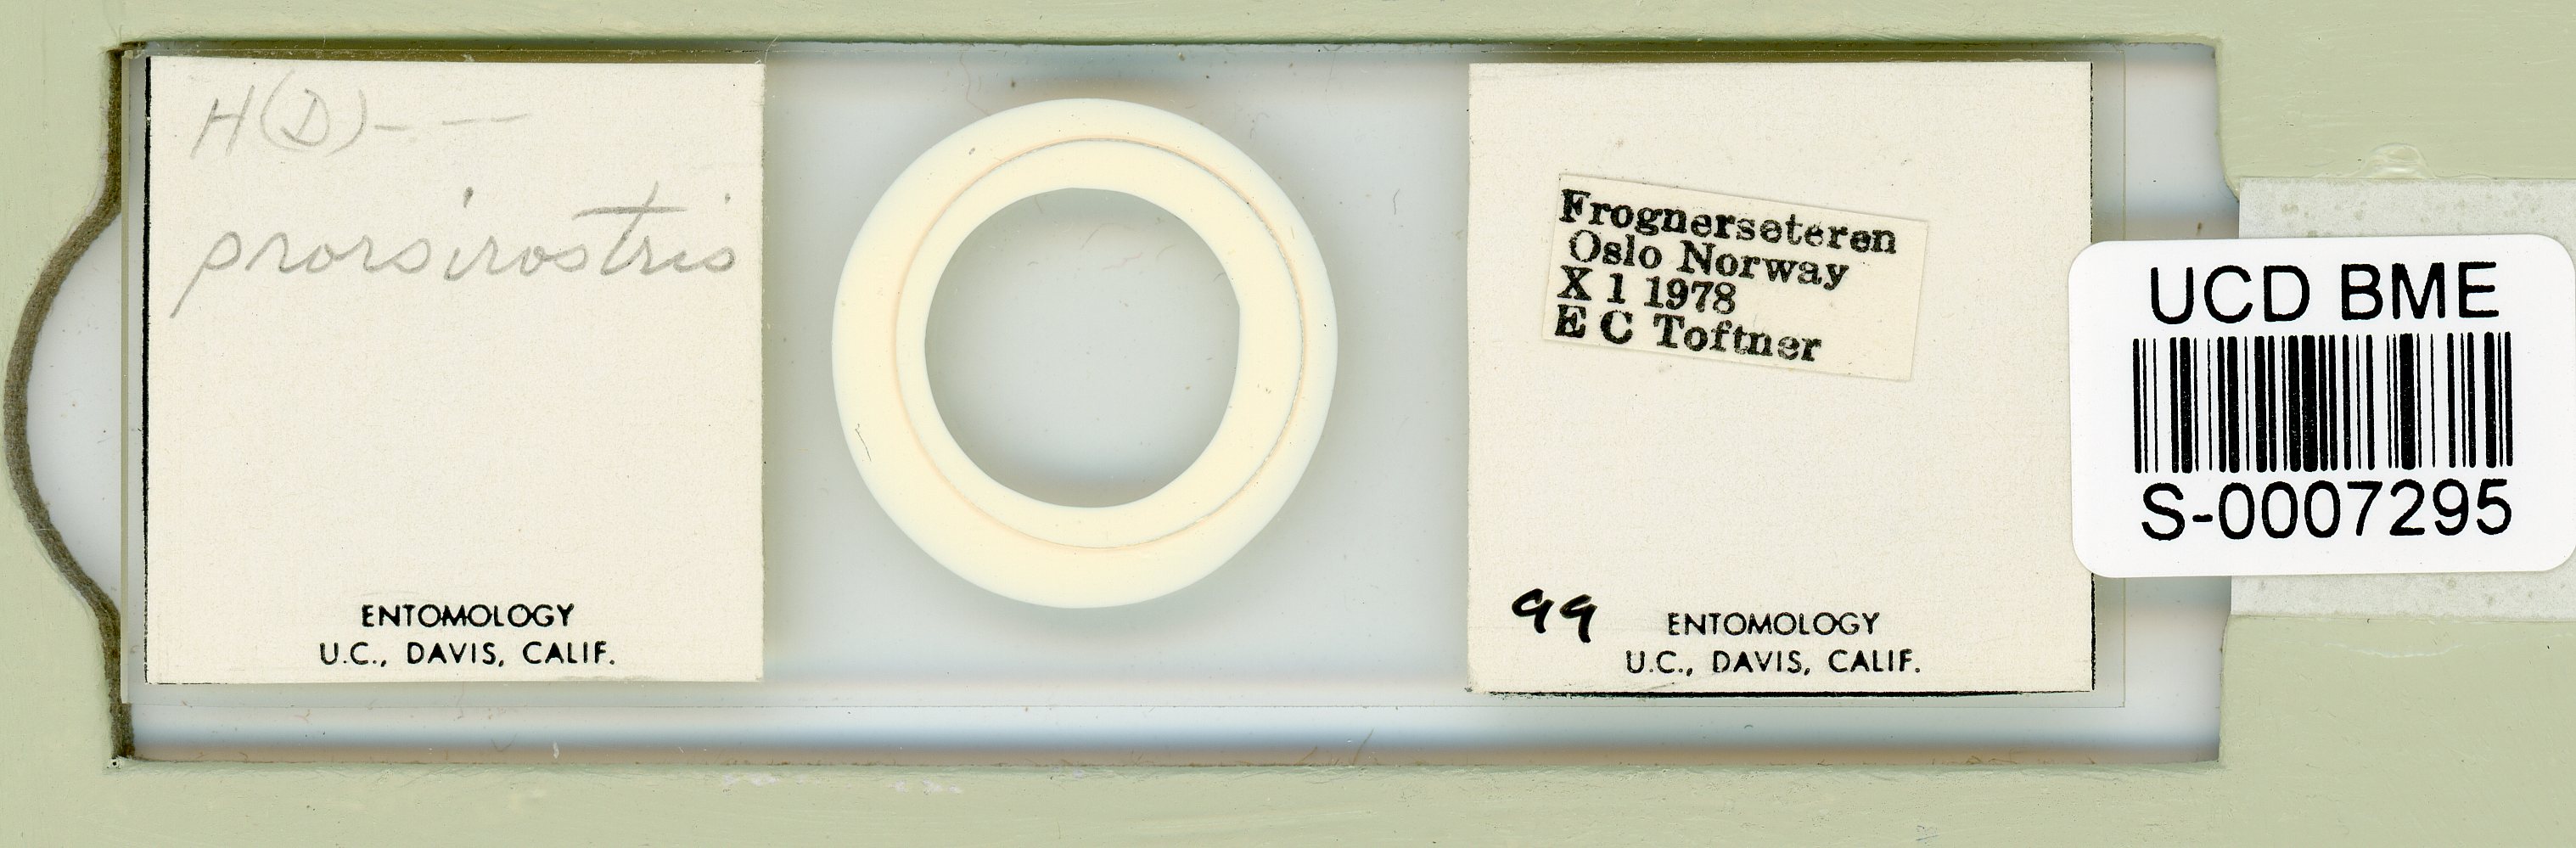 H(D)- —
prorsirostris
ENTOMOLOGY
U.C., DAVIS, CALIF.
Frognerseteren
Oslo Norway
X 1 1978
E C Toftner
99 ENTOMOLOGY
U.C., DAVIS, CALIF.
UCD BME
S-0007295